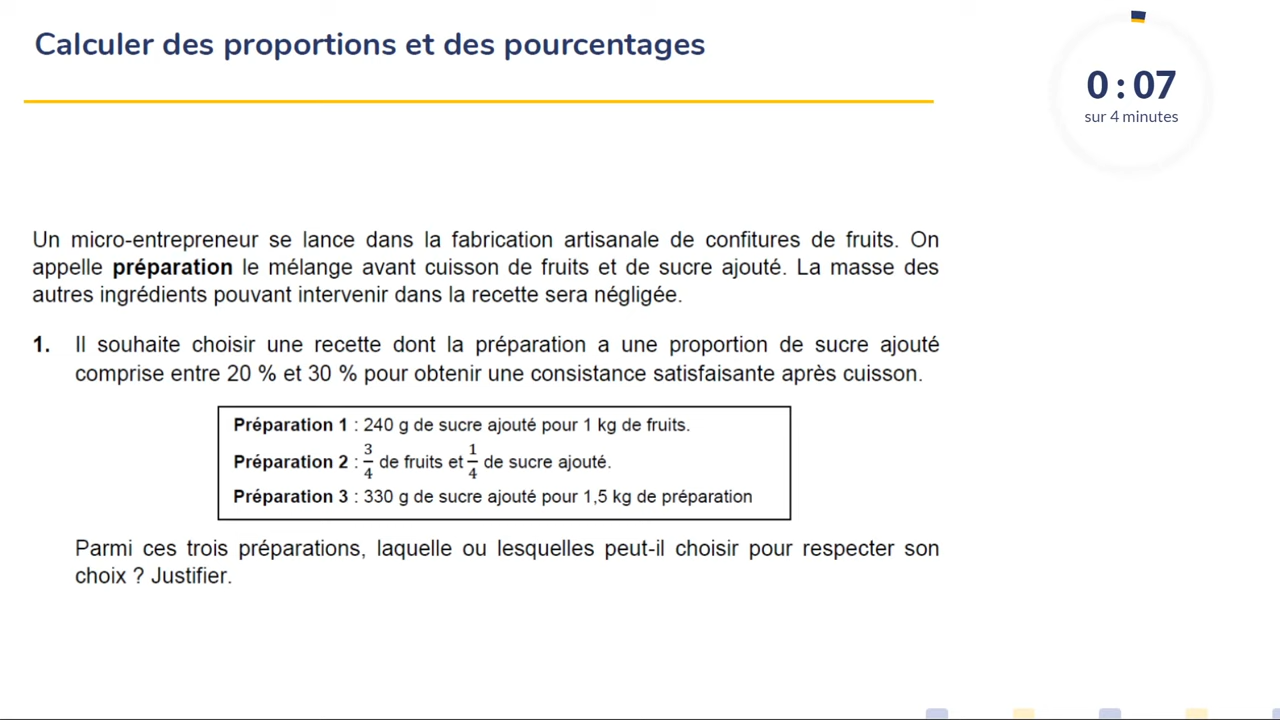 Calculer des proportions et des pourcentages
0 : 07
sur 4 minutes
Un micro-entrepreneur se lance dans la fabrication artisanale de confitures de fruits. On
appelle préparation le mélange avant cuisson de fruits et de sucre ajouté. La masse des
autres ingrédients pouvant intervenir dans la recette sera négligée.
1. Il souhaite choisir une recette dont la préparation a une proportion de sucre ajouté
comprise entre 20 % et 30 % pour obtenir une consistance satisfaisante après cuisson.
Préparation 1 : 240 g de sucre ajouté pour 1 kg de fruits.
Préparation 2 : 3/4 de fruits et 1/4 de sucre ajouté.
Préparation 3 : 330 g de sucre ajouté pour 1,5 kg de préparation
Parmi ces trois préparations, laquelle ou lesquelles peut-il choisir pour respecter son
choix ? Justifier.